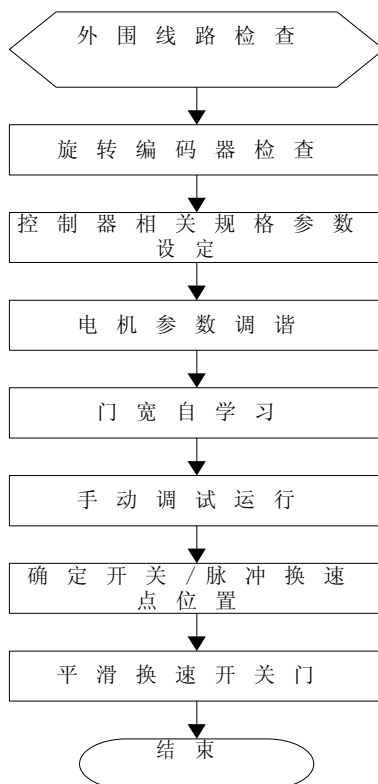 外围线路检查
旋转编码器检查
控制器相关规格参数
设定
电机参数调谐
门宽自学习
手动调试运行
确定开关/脉冲换速
点位置
平滑换速开关门
结束